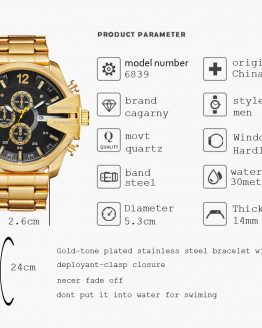 PRODUCT PARAMETER
model number
6839
origi
China
brand
cagarny
style
men
Q
QUALITY
movt
quartz
Windo
Hardl
band
steel
water
30met
Diameter
5.3cm
Thick
14mm
2.6cm
24cm
Gold-tone plated stainless steel bracelet wi
deployant-clasp closure
necer fade off
dont put it into water for swiming